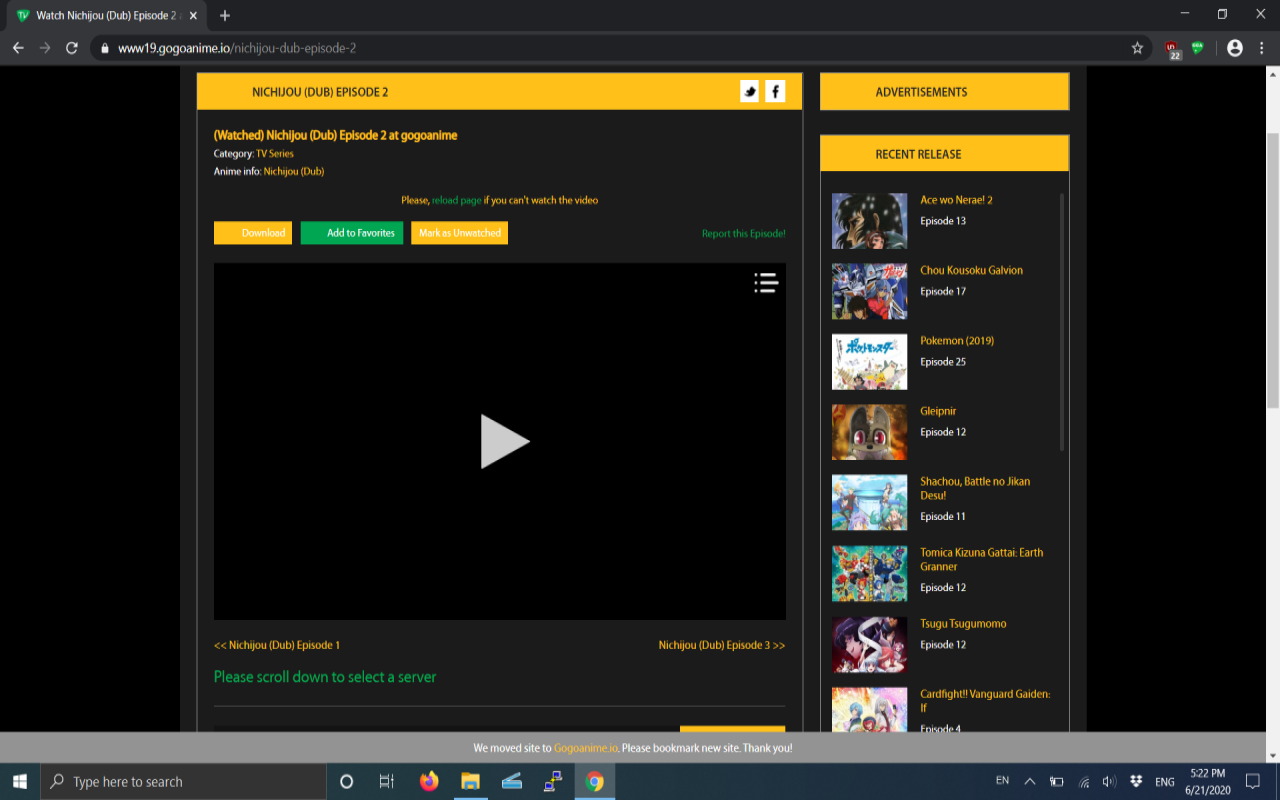 Watch Nichijou (Dub) Episode 2
www19.gogoanime.io/nichijou-dub-episode-2
22
NICHIJOU (DUB) EPISODE 2
(Watched) Nichijou (Dub) Episode 2 at gogoanime
Category: TV Series
Anime info: Nichijou (Dub)
Please, reload page if you can't watch the video
Download
Add to Favorites
Mark as Unwatched
Report this Episode!
<< Nichijou (Dub) Episode 1
Nichijou (Dub) Episode 3 >>
Please scroll down to select a server
ADVERTISEMENTS
RECENT RELEASE
Ace wo Nerae! 2
Episode 13
Chou Kousoku Galvion
Episode 17
Pokemon (2019)
Episode 25
Gleipnir
Episode 12
Shachou, Battle no Jikan
Desu!
Episode 11
Tomica Kizuna Gattai: Earth
Granner
Episode 12
Tsugu Tsugumomo
Episode 12
Cardfight!! Vanguard Gaiden:
If
Episode 4
We moved site to Gogoanime.io. Please bookmark new site. Thank you!
Type here to search
EN
ENG
5:22 PM
6/21/2020